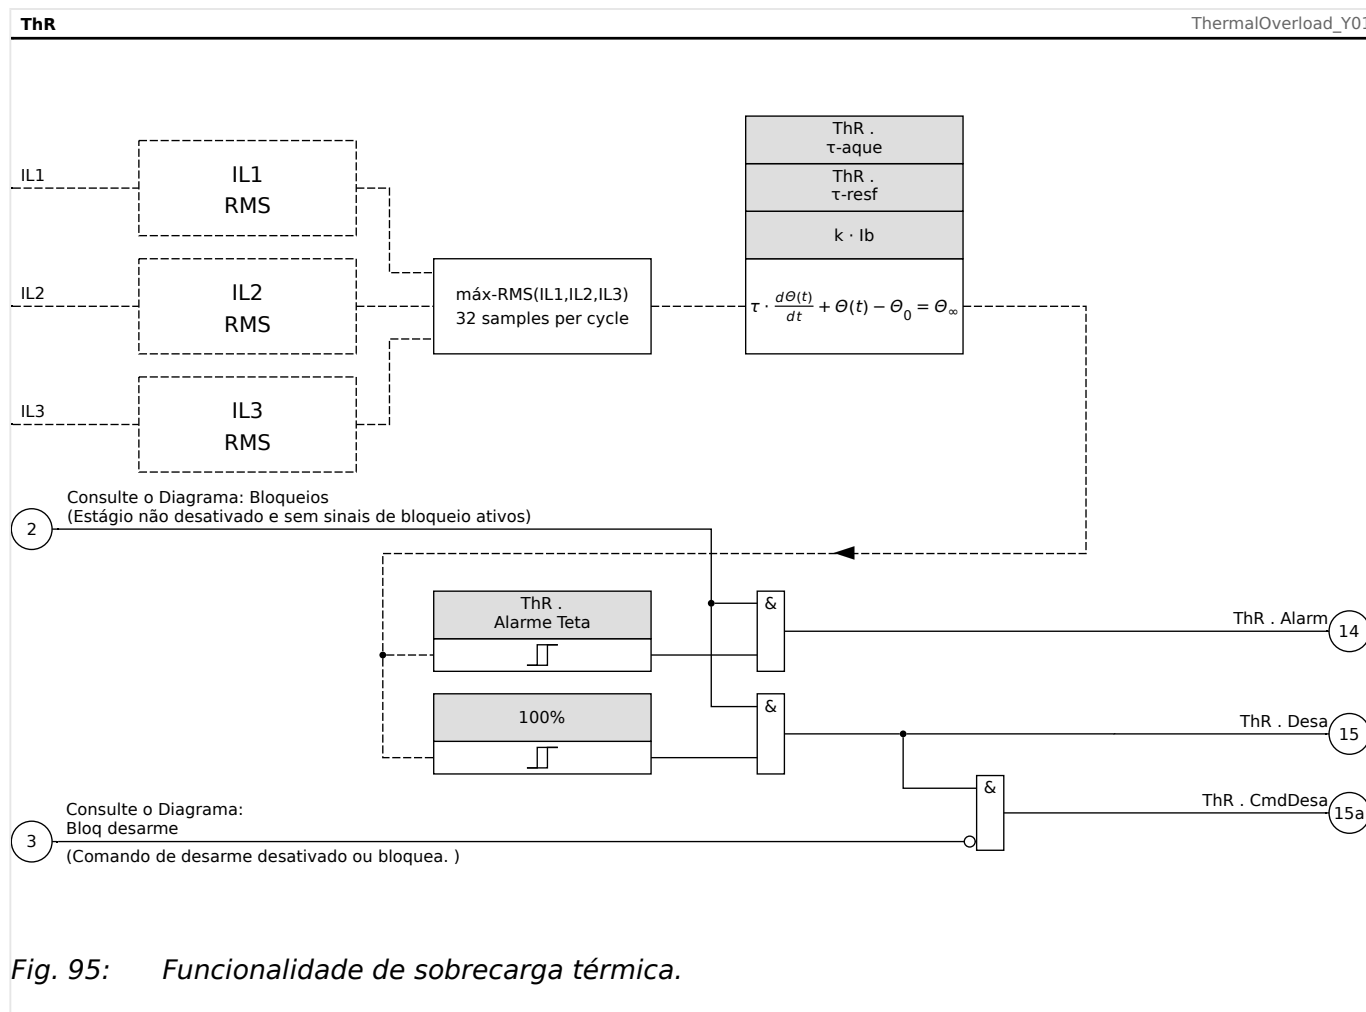 ThR
ThermalOverload_Y01
ThR .
τ-aque
ThR .
τ-resf
k · Ib
τ · dΘ(t)/dt + Θ(t) − Θ₀ = Θ∞
IL1
IL1
RMS
IL2
IL2
RMS
IL3
IL3
RMS
máx-RMS(IL1,IL2,IL3)
32 samples per cycle
Consulte o Diagrama: Bloqueios
(Estágio não desativado e sem sinais de bloqueio ativos)
2
ThR .
Alarme Teta
&
ThR . Alarm
14
100%
&
ThR . Desa
15
&
ThR . CmdDesa
15a
Consulte o Diagrama:
Bloq desarme
3
(Comando de desarme desativado ou bloquea. )
Fig. 95: Funcionalidade de sobrecarga térmica.